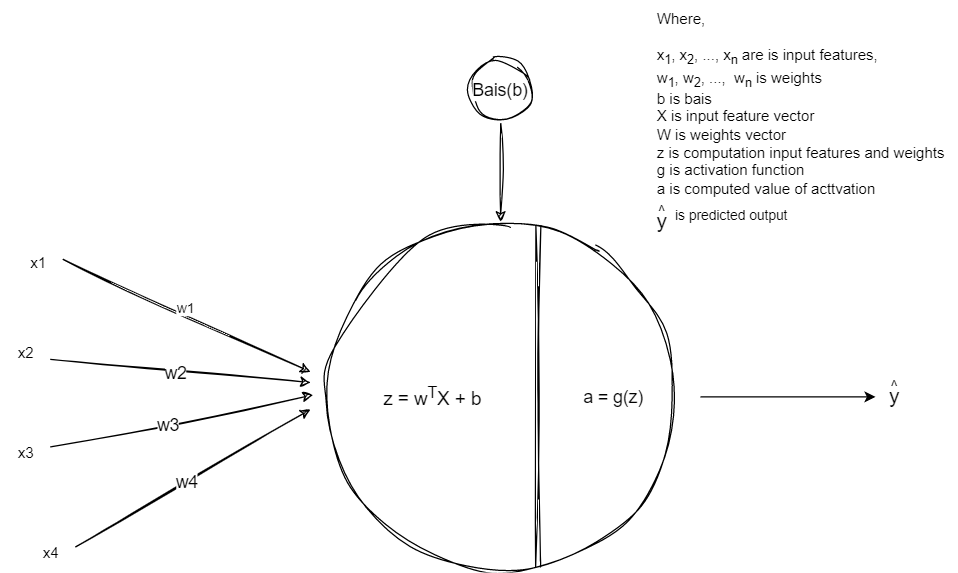 Where,
x₁, x₂, ..., xₙ are is input features,
w₁, w₂, ..., wₙ is weights
b is bais
X is input feature vector
W is weights vector
z is computation input features and weights
g is activation function
a is computed value of acttvation
ŷ is predicted output
Bais(b)
x1
w1
x2
w2
x3
w3
x4
w4
z = wᵀX + b
a = g(z)
ŷ